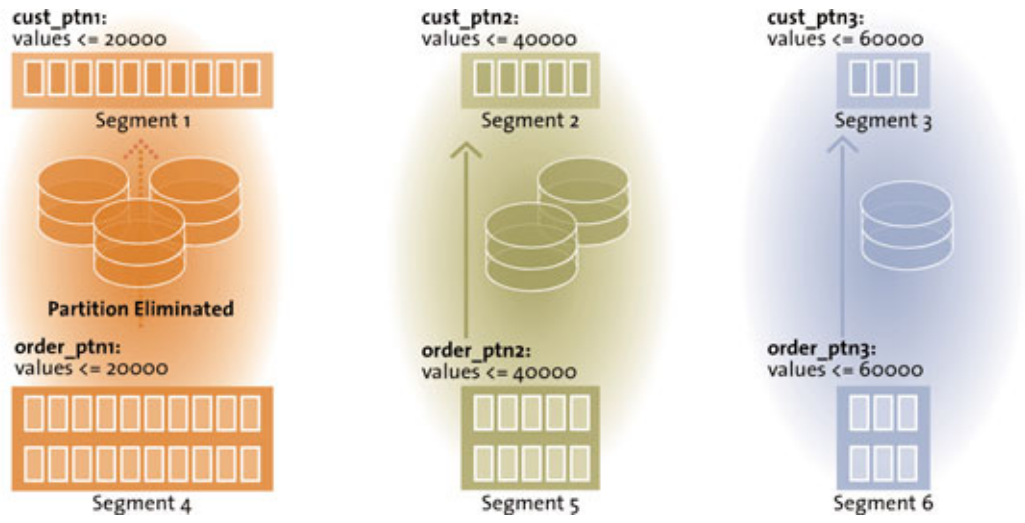 cust_ptn1:
values <= 20000
Segment 1
Partition Eliminated
order_ptn1:
values <= 20000
Segment 4
cust_ptn2:
values <= 40000
Segment 2
order_ptn2:
values <= 40000
Segment 5
cust_ptn3:
values <= 60000
Segment 3
order_ptn3:
values <= 60000
Segment 6